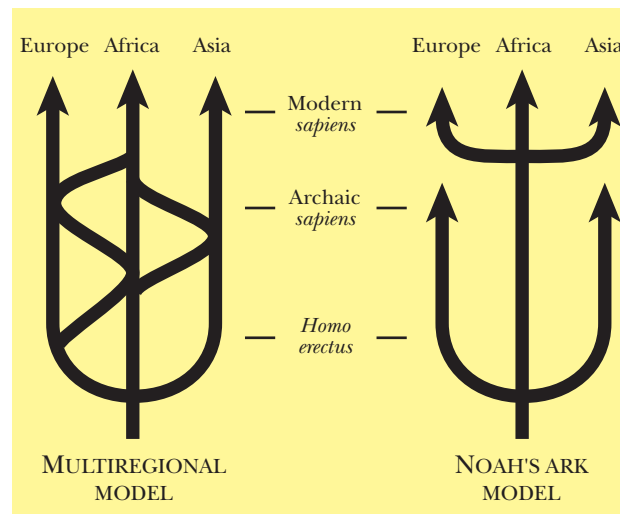 Europe Africa Asia
Europe Africa Asia
Modern
sapiens
Archaic
sapiens
Homo
erectus
MULTIREGIONAL
MODEL
NOAH'S ARK
MODEL